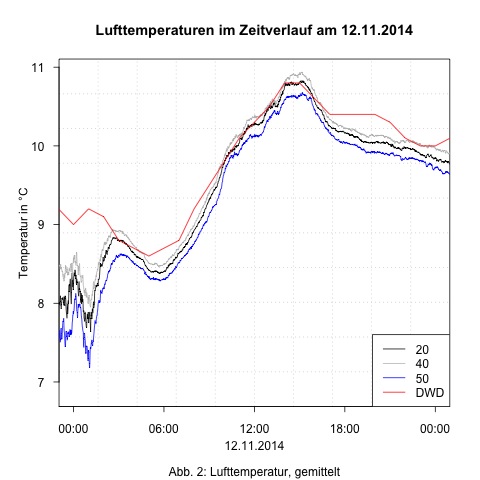 Lufttemperaturen im Zeitverlauf am 12.11.2014
Temperatur in °C
11
10
9
8
7
20
40
50
DWD
00:00 06:00 12:00 18:00 00:00
12.11.2014
Abb. 2: Lufttemperatur, gemittelt